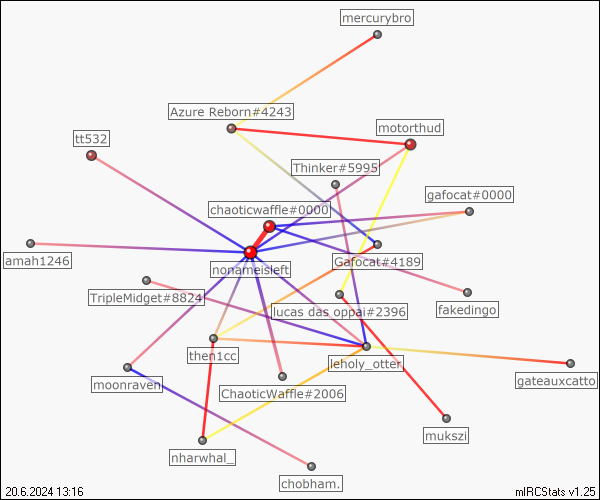 mercurybro
Azure Reborn#4243
motorthud
tt532
Thinker#5995
gafocat#0000
chaoticwaffle#0000
amah1246
nonameisleft
Gafocat#4189
TripleMidget#8824
fakedingo
lucas das oppai#2396
then1cc
leholy_otter
moonraven
ChaoticWaffle#2006
gateauxcatto
mukszi
nharwhal_
chobham.
20.6.2024 13:16
mIRCStats v1.25